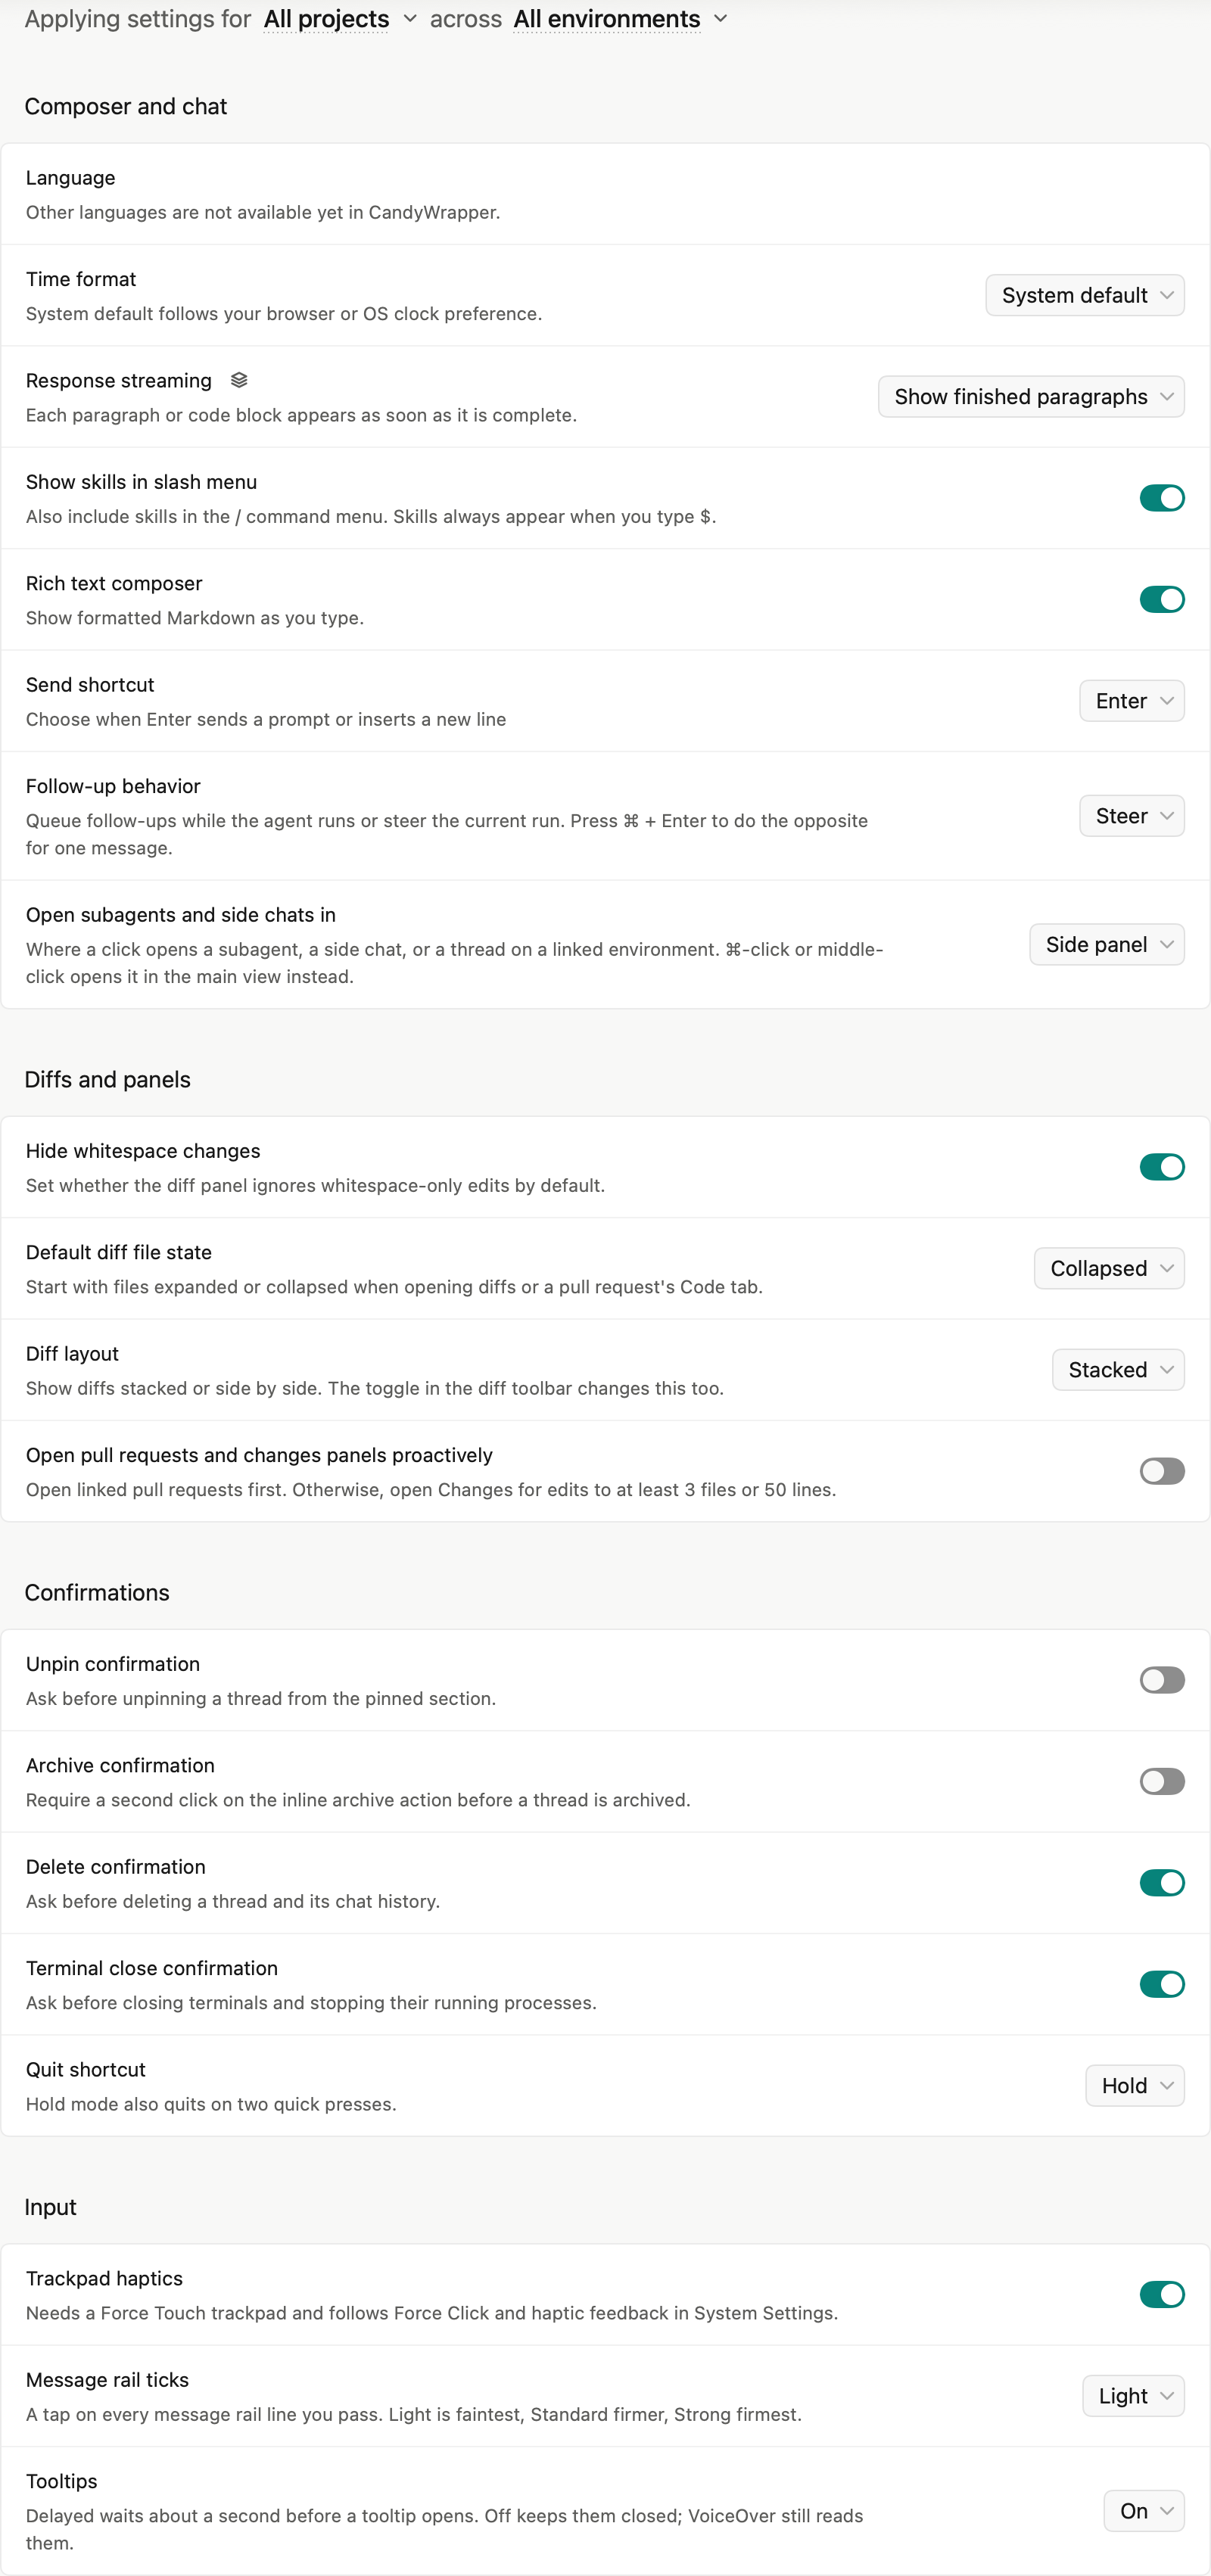 Applying settings for All projects across All environments
Composer and chat
Language
Other languages are not available yet in CandyWrapper.
Time format
System default follows your browser or OS clock preference.
System default
Response streaming
Each paragraph or code block appears as soon as it is complete.
Show finished paragraphs
Show skills in slash menu
Also include skills in the / command menu. Skills always appear when you type $.
Rich text composer
Show formatted Markdown as you type.
Send shortcut
Choose when Enter sends a prompt or inserts a new line
Enter
Follow-up behavior
Queue follow-ups while the agent runs or steer the current run. Press ⌘ + Enter to do the opposite
for one message.
Steer
Open subagents and side chats in
Where a click opens a subagent, a side chat, or a thread on a linked environment. ⌘-click or middle-
click opens it in the main view instead.
Side panel
Diffs and panels
Hide whitespace changes
Set whether the diff panel ignores whitespace-only edits by default.
Default diff file state
Start with files expanded or collapsed when opening diffs or a pull request's Code tab.
Collapsed
Diff layout
Show diffs stacked or side by side. The toggle in the diff toolbar changes this too.
Stacked
Open pull requests and changes panels proactively
Open linked pull requests first. Otherwise, open Changes for edits to at least 3 files or 50 lines.
Confirmations
Unpin confirmation
Ask before unpinning a thread from the pinned section.
Archive confirmation
Require a second click on the inline archive action before a thread is archived.
Delete confirmation
Ask before deleting a thread and its chat history.
Terminal close confirmation
Ask before closing terminals and stopping their running processes.
Quit shortcut
Hold mode also quits on two quick presses.
Hold
Input
Trackpad haptics
Needs a Force Touch trackpad and follows Force Click and haptic feedback in System Settings.
Message rail ticks
A tap on every message rail line you pass. Light is faintest, Standard firmer, Strong firmest.
Light
Tooltips
Delayed waits about a second before a tooltip opens. Off keeps them closed; VoiceOver still reads
them.
On